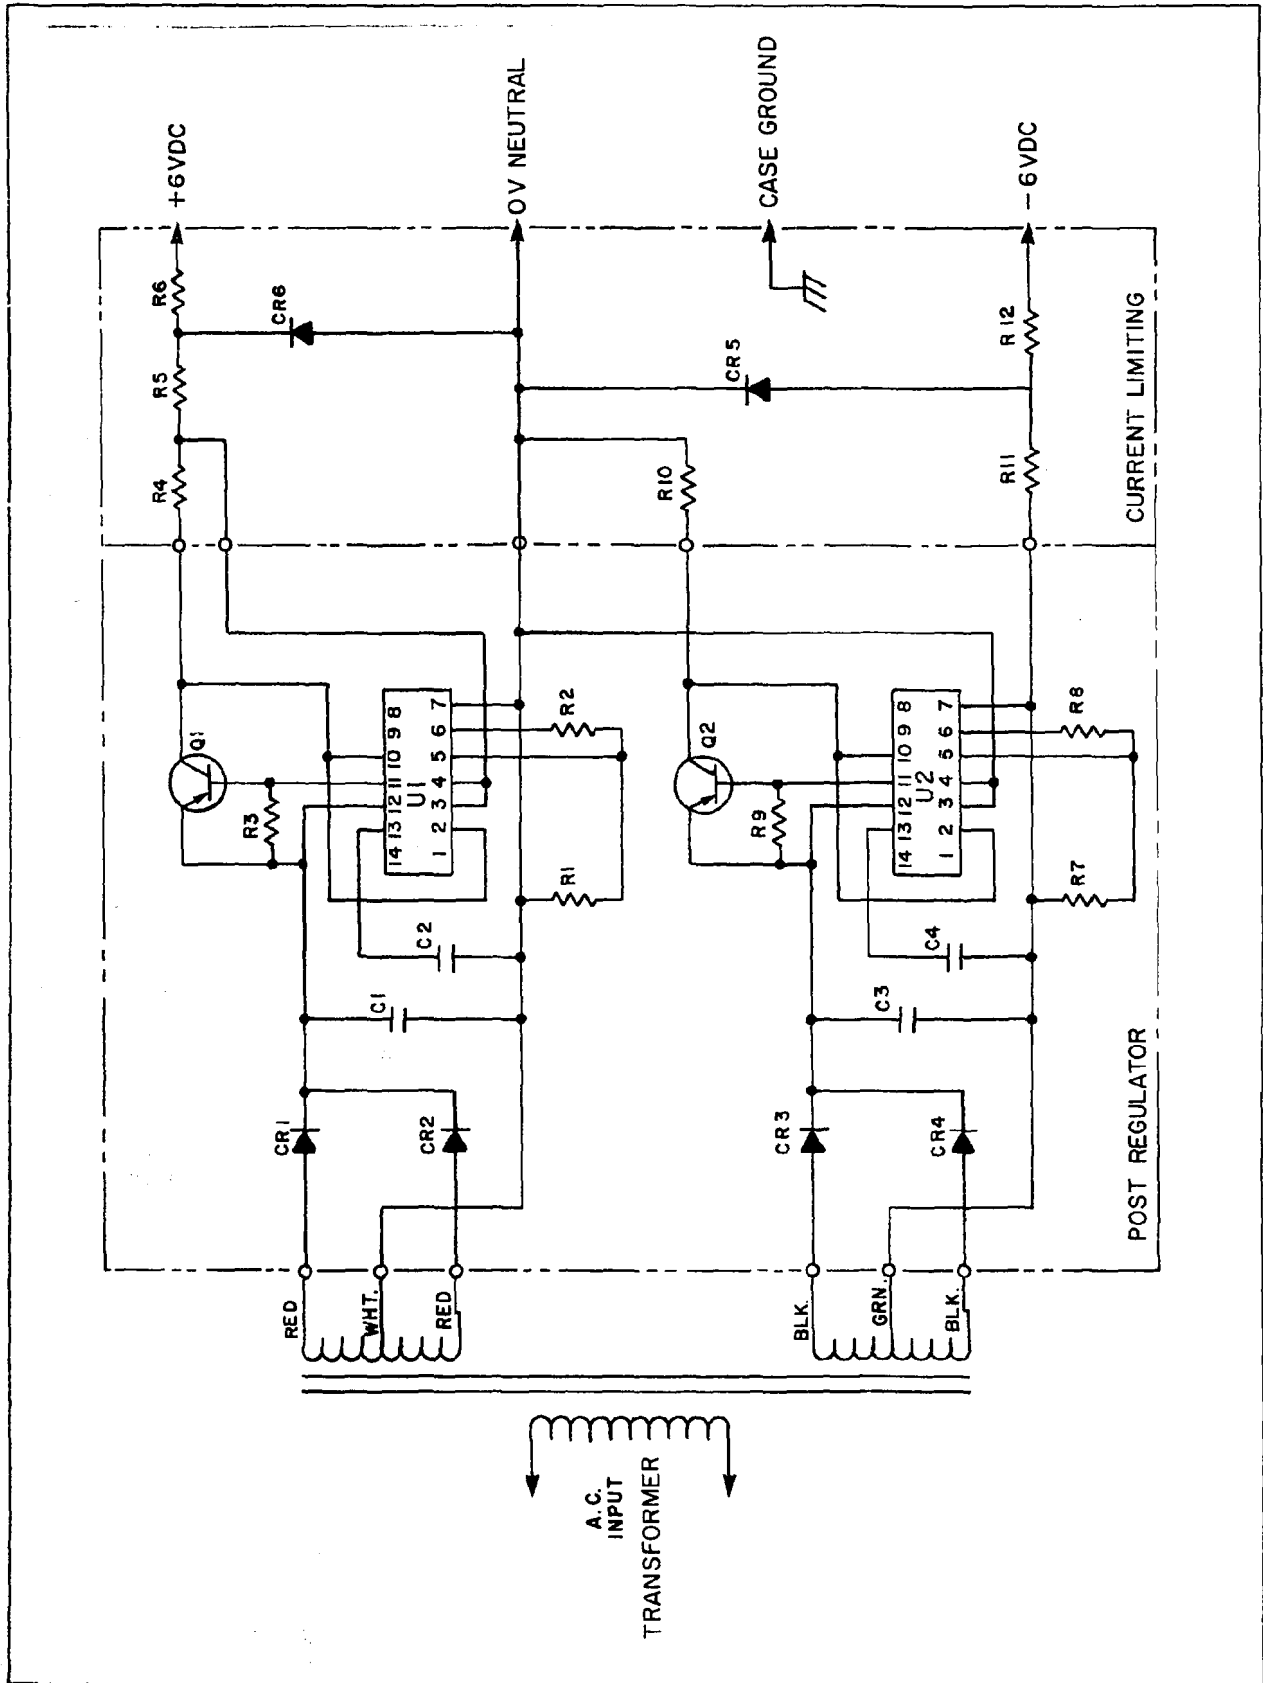 A.C.
INPUT
TRANSFORMER
RED
WHT.
RED
BLK.
GRN.
BLK.
CR1
CR2
C1
C2
R3
Q1
14 13 12 11 10 9 8
U1
1 2 3 4 5 6 7
R1
R2
R4
R5
R6
CR6
+6VDC
0V NEUTRAL
CASE GROUND
CR3
CR4
C3
C4
R9
Q2
14 13 12 11 10 9 8
U2
1 2 3 4 5 6 7
R7
R8
R10
CR5
R11
R12
-6VDC
POST REGULATOR
CURRENT LIMITING